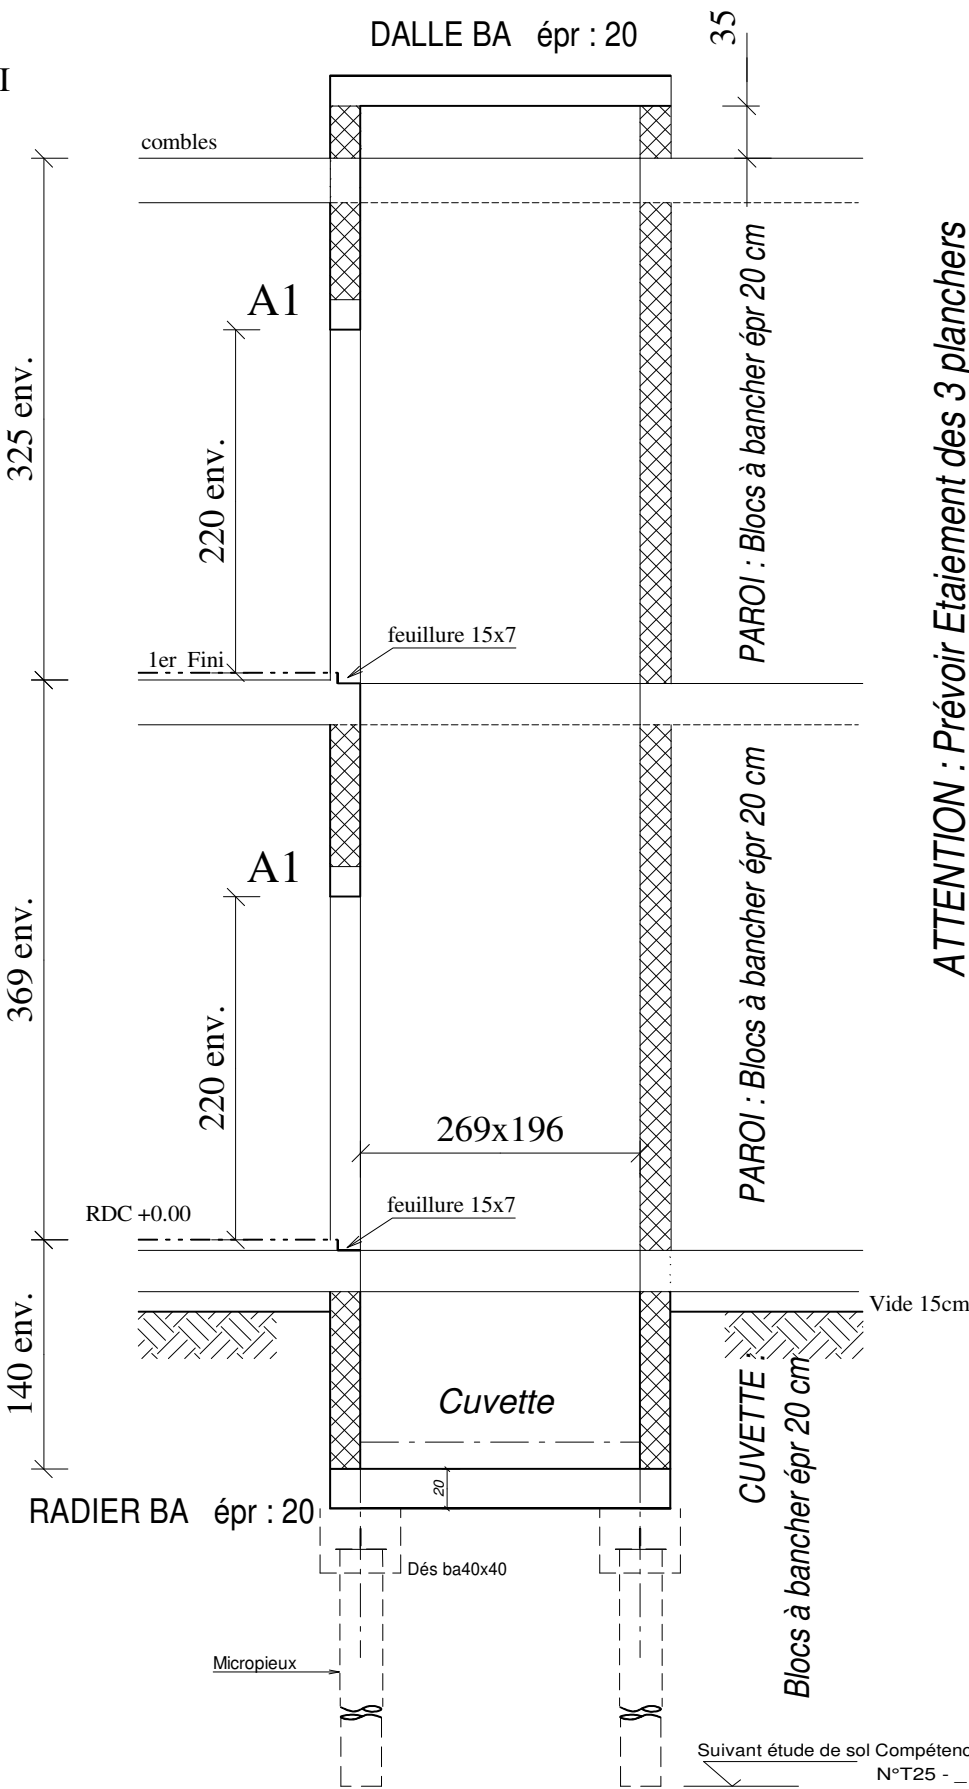 DALLE BA épr : 20
35
I
combles
A1
325 env.
220 env.
PAROI : Blocs à bancher épr 20 cm
ATTENTION : Prévoir Etaiement des 3 planchers
feuillure 15x7
1er Fini
A1
369 env.
220 env.
PAROI : Blocs à bancher épr 20 cm
269x196
feuillure 15x7
RDC +0.00
Vide 15cm
140 env.
Cuvette
CUVETTE :
Blocs à bancher épr 20 cm
20
RADIER BA épr : 20
Dés ba40x40
Micropieux
Suivant étude de sol Compétenc
N°T25 - _